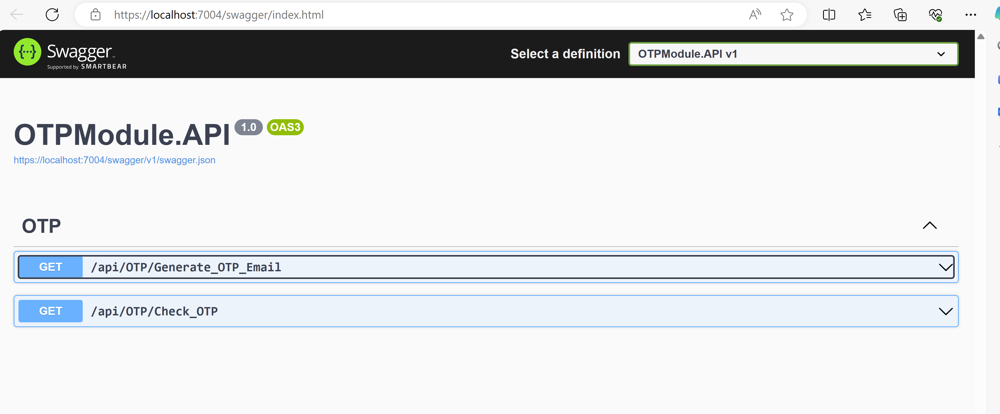 https://localhost:7004/swagger/index.html
{···} Swagger™
Supported by SMARTBEAR
Select a definition
OTPModule.API v1
OTPModule.API 1.0 OAS3
https://localhost:7004/swagger/v1/swagger.json
OTP
GET /api/OTP/Generate_OTP_Email
GET /api/OTP/Check_OTP